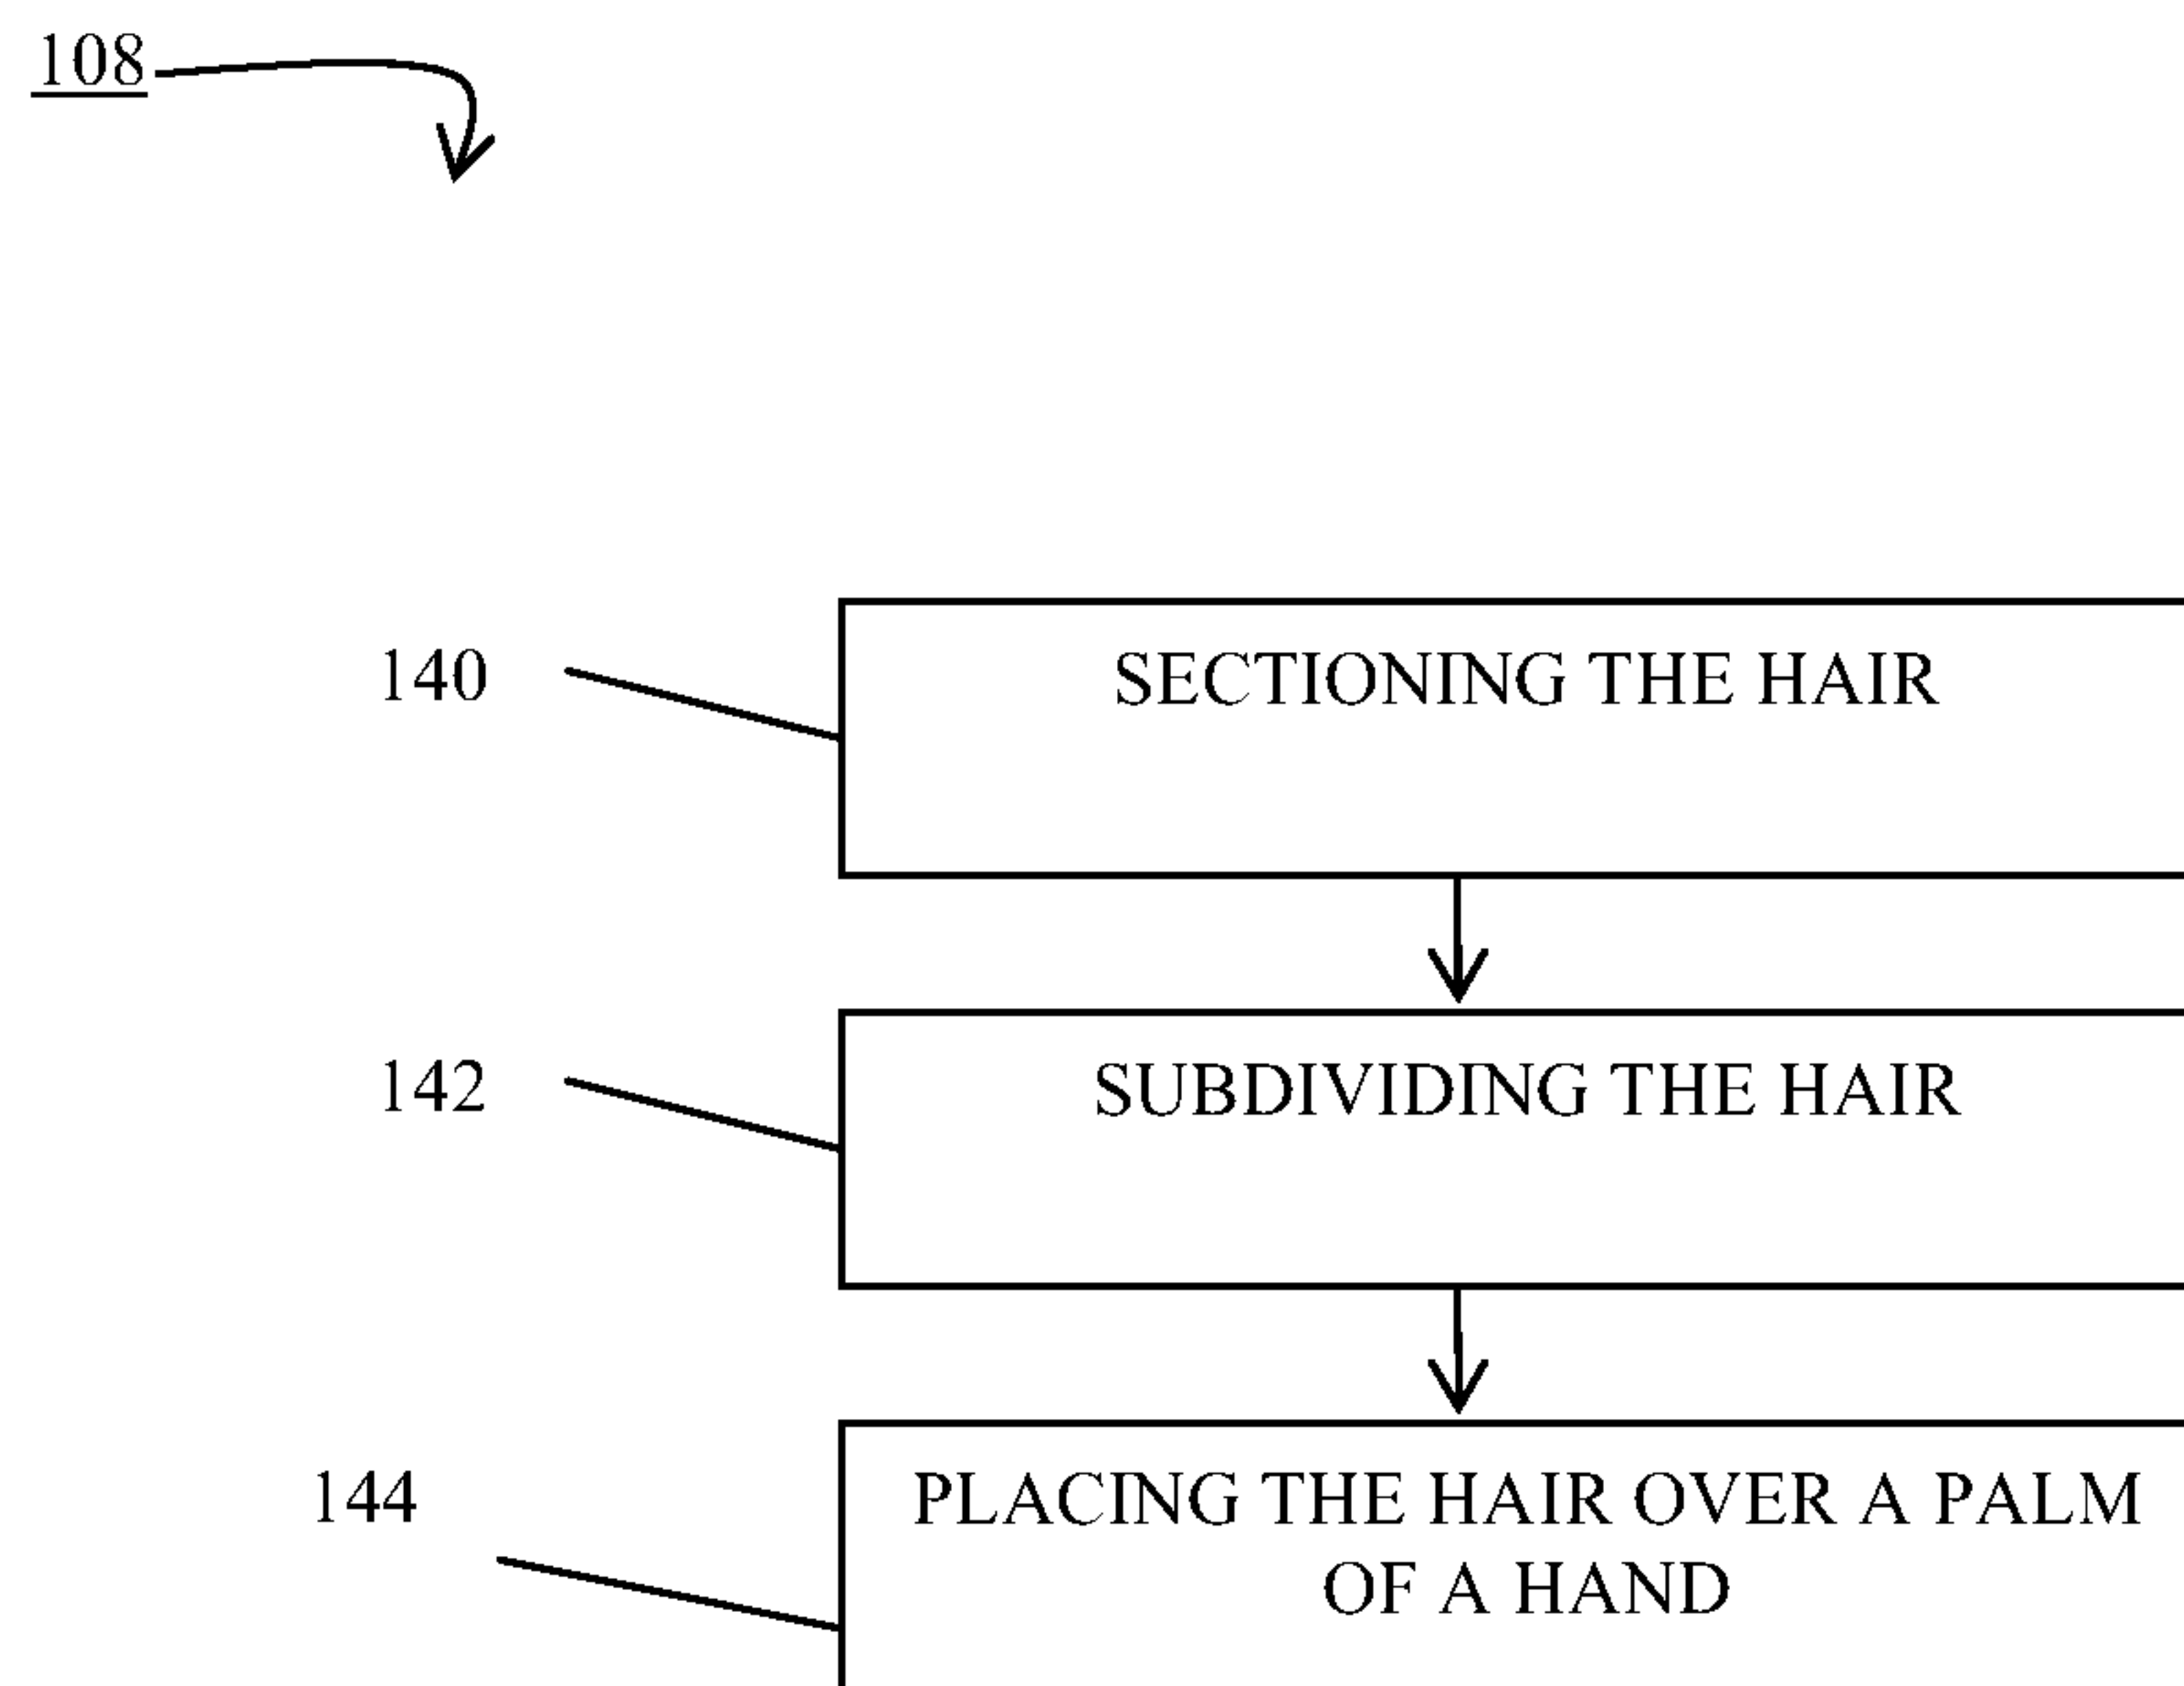 108
140
SECTIONING THE HAIR
142
SUBDIVIDING THE HAIR
144
PLACING THE HAIR OVER A PALM
OF A HAND